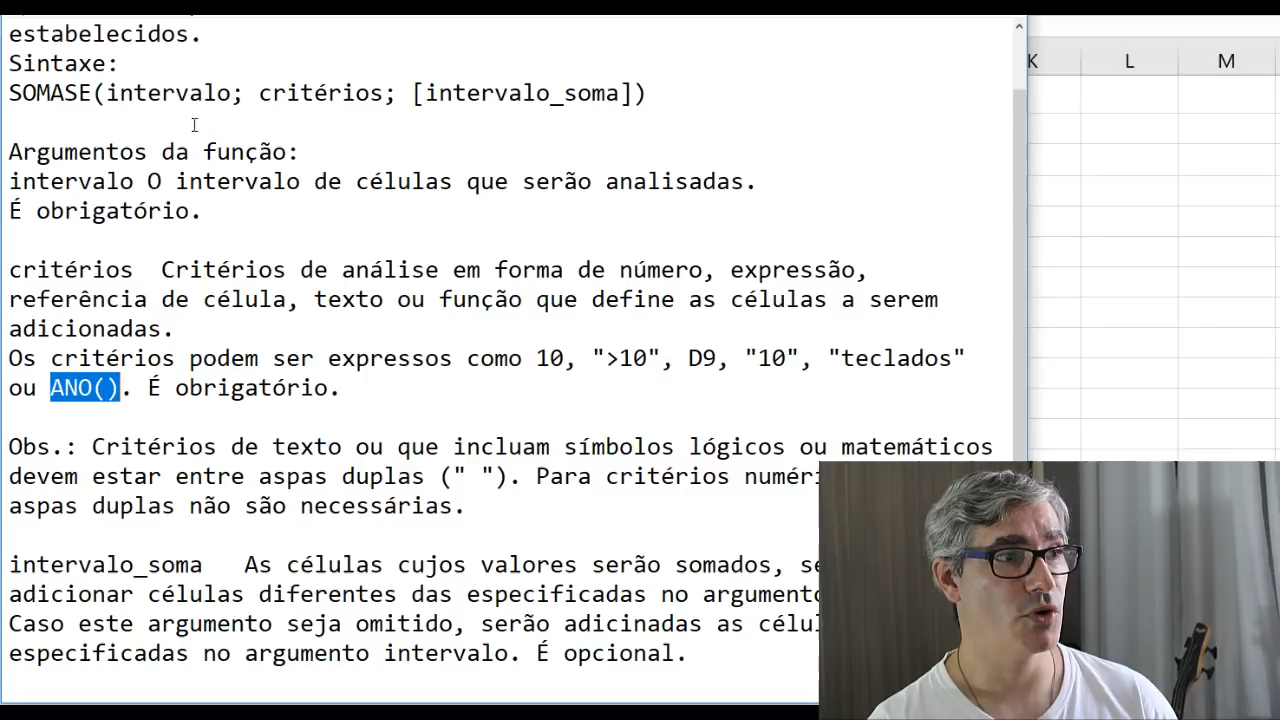 estabelecidos.
Sintaxe:
SOMASE(intervalo; critérios; [intervalo_soma])
Argumentos da função:
intervalo O intervalo de células que serão analisadas.
É obrigatório.
critérios  Critérios de análise em forma de número, expressão,
referência de célula, texto ou função que define as células a serem
adicionadas.
Os critérios podem ser expressos como 10, ">10", D9, "10", "teclados"
ou ANO(). É obrigatório.
Obs.: Critérios de texto ou que incluam símbolos lógicos ou matemáticos
devem estar entre aspas duplas (" "). Para critérios
aspas duplas não são necessárias.
intervalo_soma   As células cujos valores serão somados,
adicionar células diferentes das especificadas no argumento
Caso este argumento seja omitido, serão adicinadas as
especificadas no argumento intervalo. É opcional.
K L M